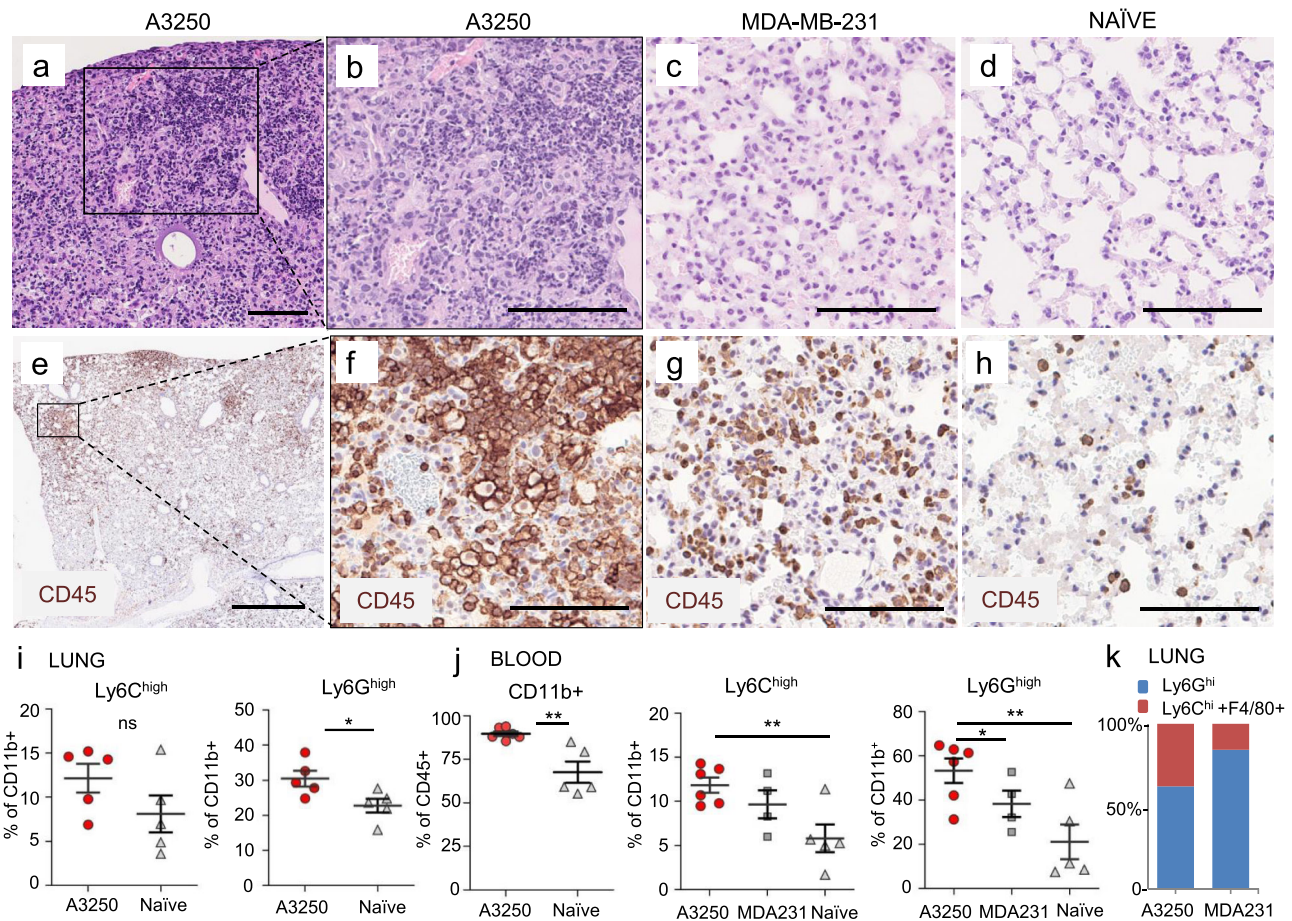 A3250 A3250 MDA-MB-231 NAÏVE
a b c d
e f g h
CD45 CD45 CD45 CD45
i LUNG j BLOOD k LUNG
Ly6Chigh Ly6Ghigh CD11b+ Ly6Chigh Ly6Ghigh
Ly6Ghi
Ly6Chi +F4/80+
ns * ** ** ** *
% of CD11b+
20
15
10
5
0
A3250 Naïve
% of CD11b+
50
40
30
20
10
0
A3250 Naïve
% of CD45+
100
75
50
25
0
A3250 Naïve
% of CD11b+
20
15
10
5
0
A3250 MDA231 Naïve
% of CD11b+
80
60
40
20
0
A3250 MDA231 Naïve
100%
50%
0
A3250 MDA231